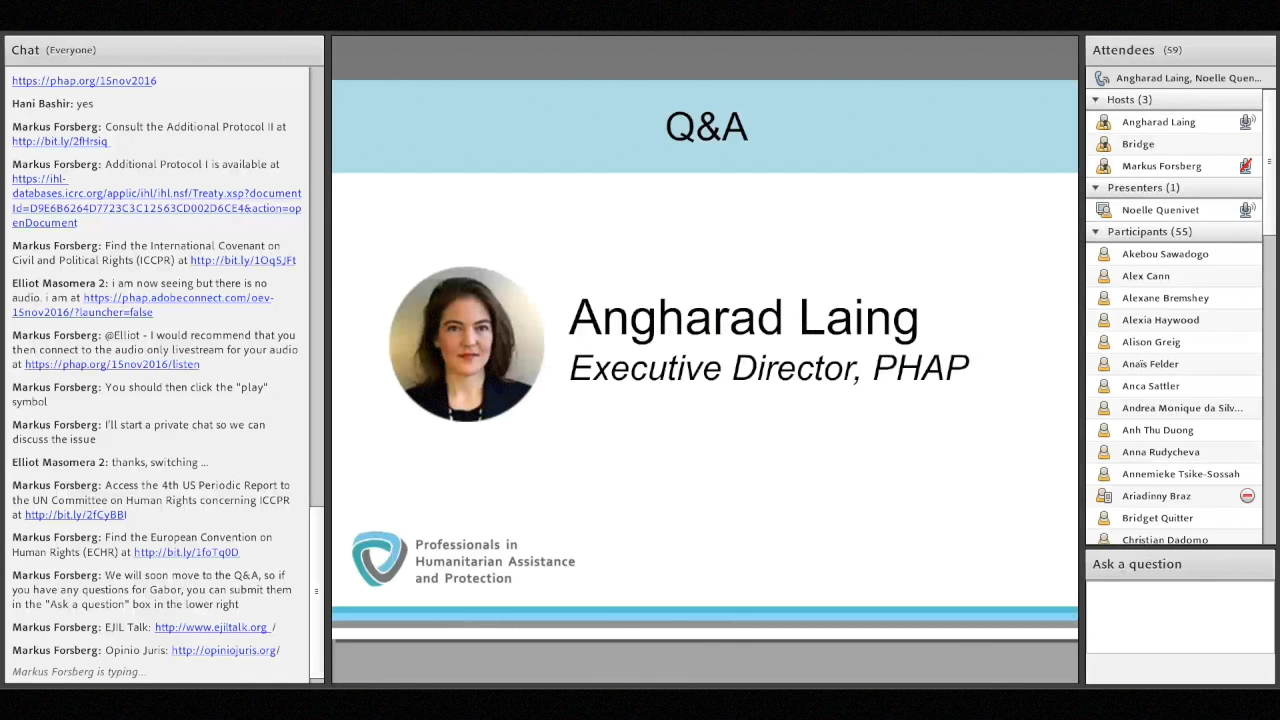 Chat (Everyone)
https://phap.org/15nov2016
Hani Bashir: yes
Markus Forsberg: Consult the Additional Protocol II at
http://bit.ly/2fHrsiq
Markus Forsberg: Additional Protocol I is available at
https://ihl-
databases.icrc.org/applic/ihl/ihl.nsf/Treaty.xsp?document
Id=D9E6B6264D7723C3C12563CD002D6CE4&action=op
enDocument
Markus Forsberg: Find the International Covenant on
Civil and Political Rights (ICCPR) at http://bit.ly/1Oq5JFt
Elliot Masomera 2: i am now seeing but there is no
audio. i am at https://phap.adobeconnect.com/oev-
15nov2016/?launcher=false
Markus Forsberg: @Elliot - I would recommend that you
then connect to the audio only livestream for your audio
at https://phap.org/15nov2016/listen
Markus Forsberg: You should then click the "play"
symbol
Markus Forsberg: I'll start a private chat so we can
discuss the issue
Elliot Masomera 2: thanks, switching ...
Markus Forsberg: Access the 4th US Periodic Report to
the UN Committee on Human Rights concerning ICCPR
at http://bit.ly/2fCyBBl
Markus Forsberg: Find the European Convention on
Human Rights (ECHR) at http://bit.ly/1foTq0D
Markus Forsberg: We will soon move to the Q&A, so if
you have any questions for Gabor, you can submit them
in the "Ask a question" box in the lower right
Markus Forsberg: EJIL Talk: http://www.ejiltalk.org /
Markus Forsberg: Opinio Juris: http://opiniojuris.org/
Markus Forsberg is typing...
Q&A
Angharad Laing
Executive Director, PHAP
Professionals in
Humanitarian Assistance
and Protection
Attendees (59)
Angharad Laing, Noelle Quen...
Hosts (3)
Angharad Laing
Bridge
Markus Forsberg
Presenters (1)
Noelle Quenivet
Participants (55)
Akebou Sawadogo
Alex Cann
Alexane Bremshey
Alexia Haywood
Alison Greig
Anaïs Felder
Anca Sattler
Andrea Monique da Silv...
Anh Thu Duong
Anna Rudycheva
Annemieke Tsike-Sossah
Ariadinny Braz
Bridget Quitter
Christian Dadomo
Ask a question